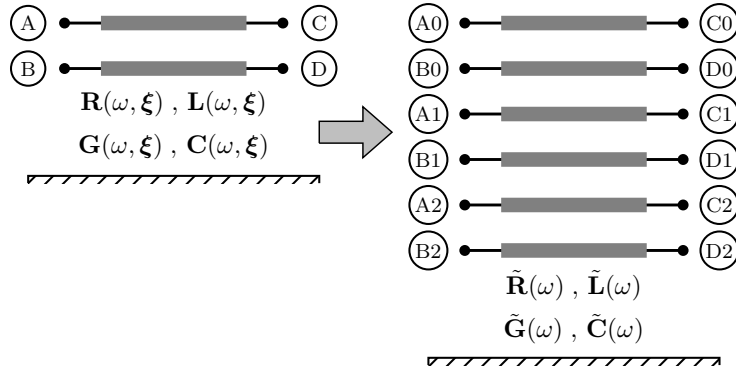 A C
B D
R(ω, ξ) , L(ω, ξ)
G(ω, ξ) , C(ω, ξ)
A0 C0
B0 D0
A1 C1
B1 D1
A2 C2
B2 D2
R̃(ω) , L̃(ω)
G̃(ω) , C̃(ω)